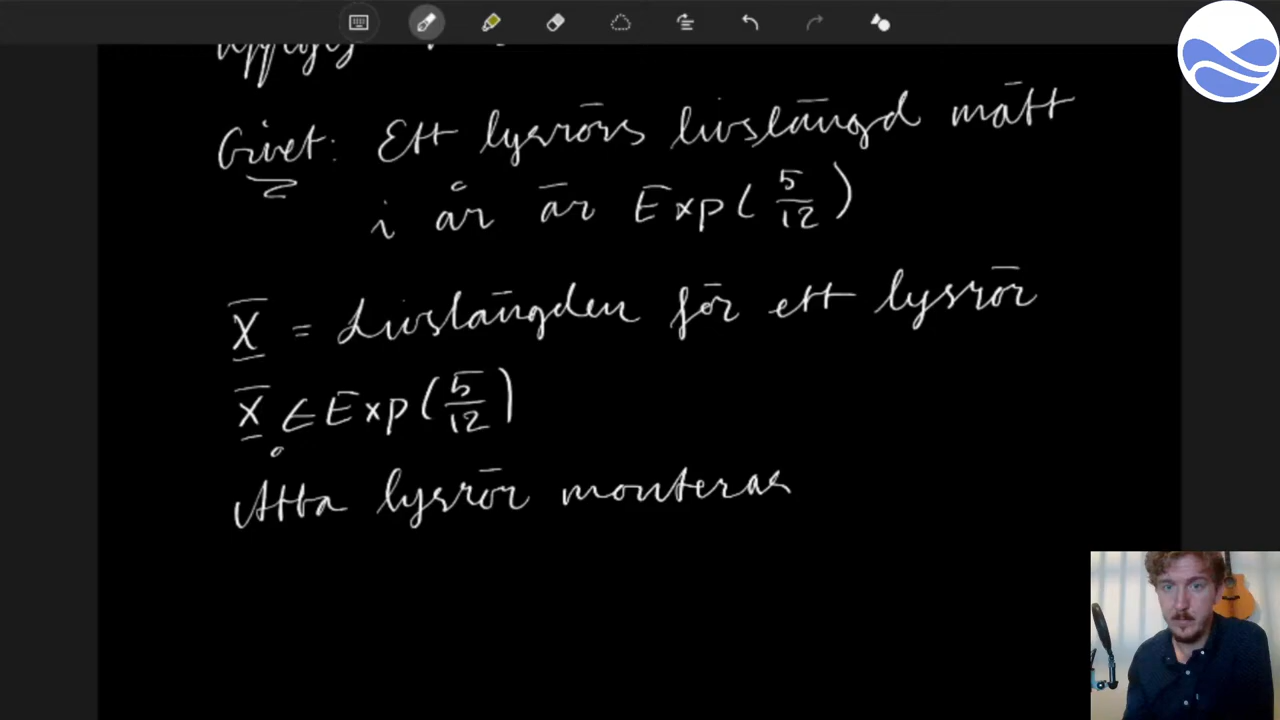 Givet: Ett lysrörs livslängd mätt
i år är Exp(5/12)
X = Livslängden för ett lysrör
X ∈ Exp(5/12)
Åtta lysrör monteras